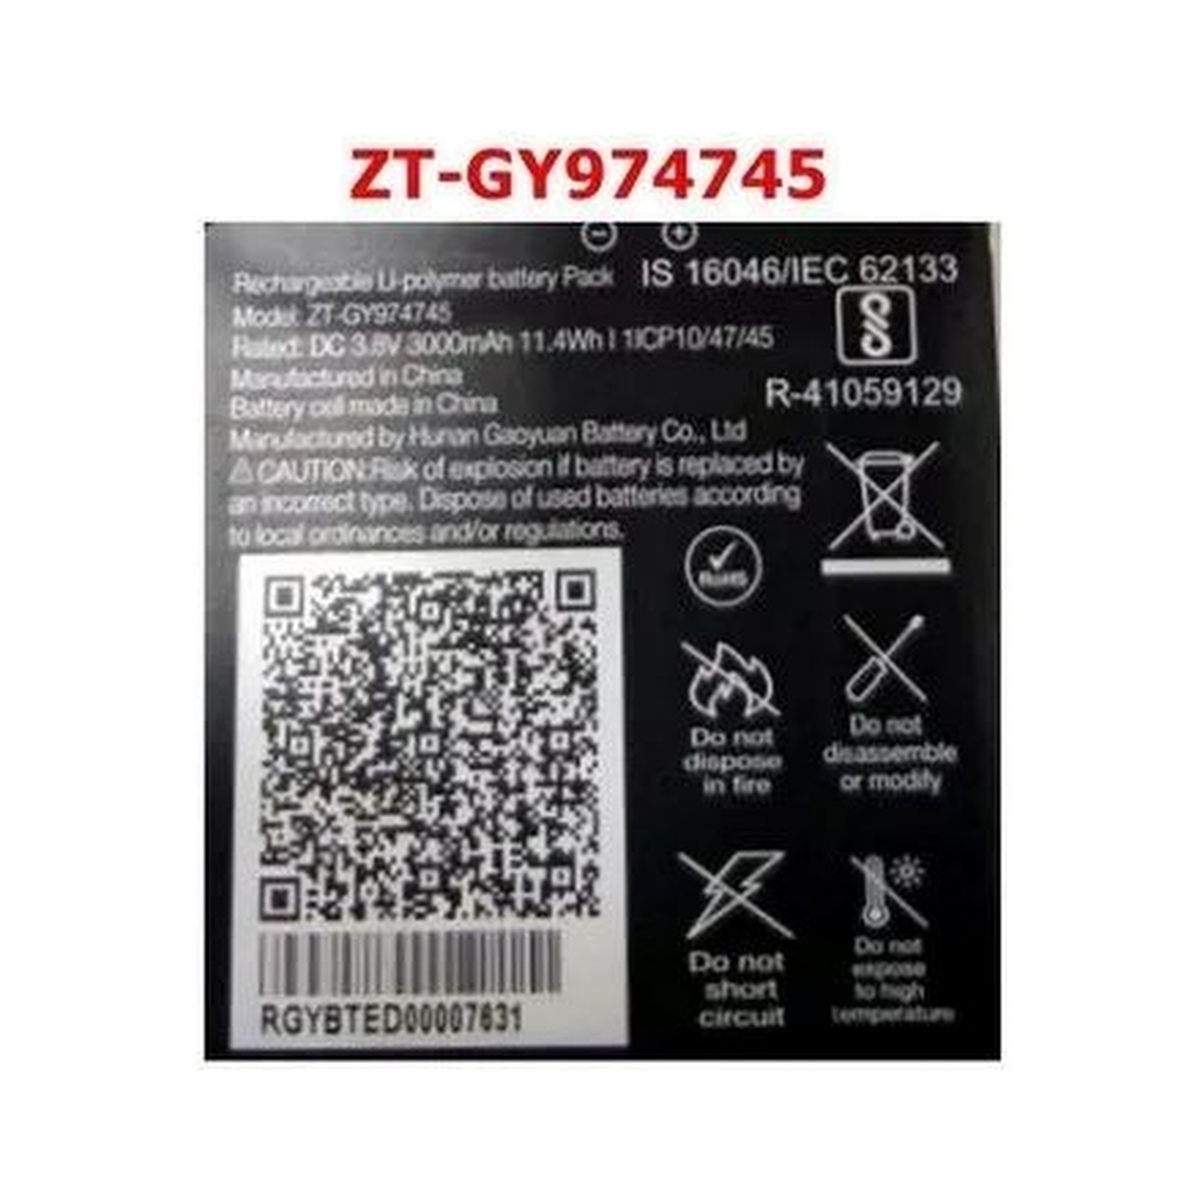 ZT-GY974745
Rechargeable Li-polymer battery Pack
IS 16046/IEC 62133
Model: ZT-GY974745
Rated: DC 3.8V 3000mAh 11.4Wh I 1ICP10/47/45
Manufactured in China
R-41059129
Battery cell made in China
Manufactured by Hunan Gaoyuan Battery Co., Ltd
CAUTION:Risk of explosion if battery is replaced by
an incorrect type. Dispose of used batteries according
to local ordinances and/or regulations.
RoHS
Do not
dispose
in fire
Do not
disassemble
or modify
Do not
short
circuit
Do not
expose
to high
temperature
RGYBTED00007631